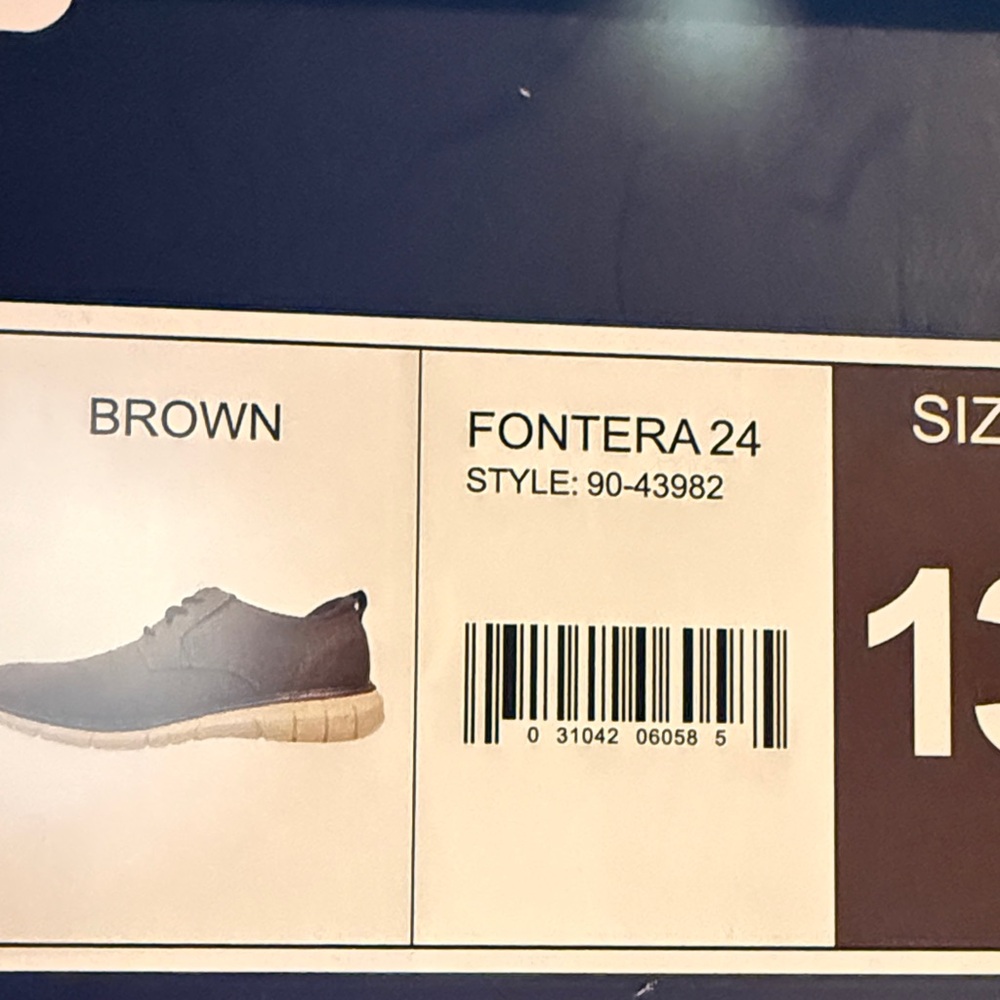 BROWN
FONTERA 24
STYLE: 90-43982
0 31042 06058 5
SIZ
13